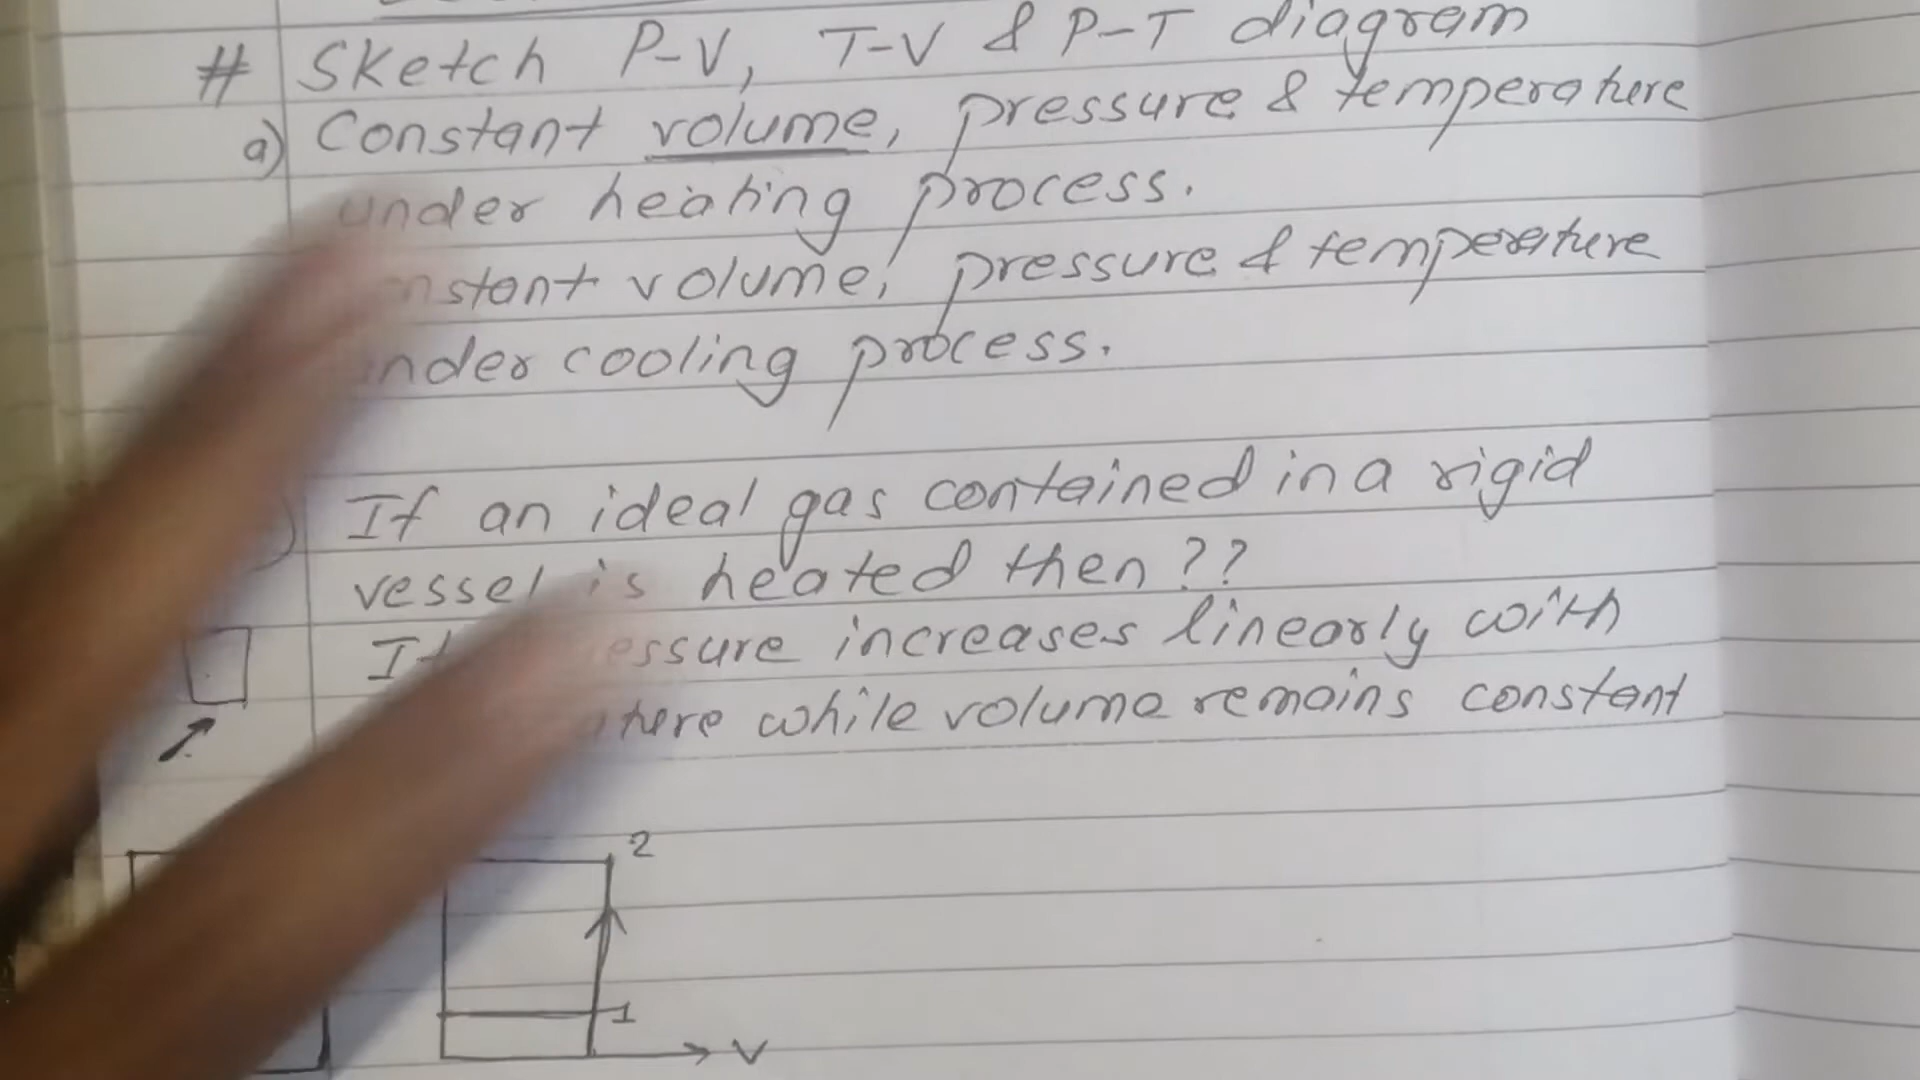 # Sketch P-V, T-V & P-T diagram
a) Constant volume, pressure & temperature
under heating process.
nstant volume, pressure & temperature
nder cooling process.
If an ideal gas contained in a rigid
vessel is heated then ??
essure increases linearly with
ature while volume remains constant
2
1
V